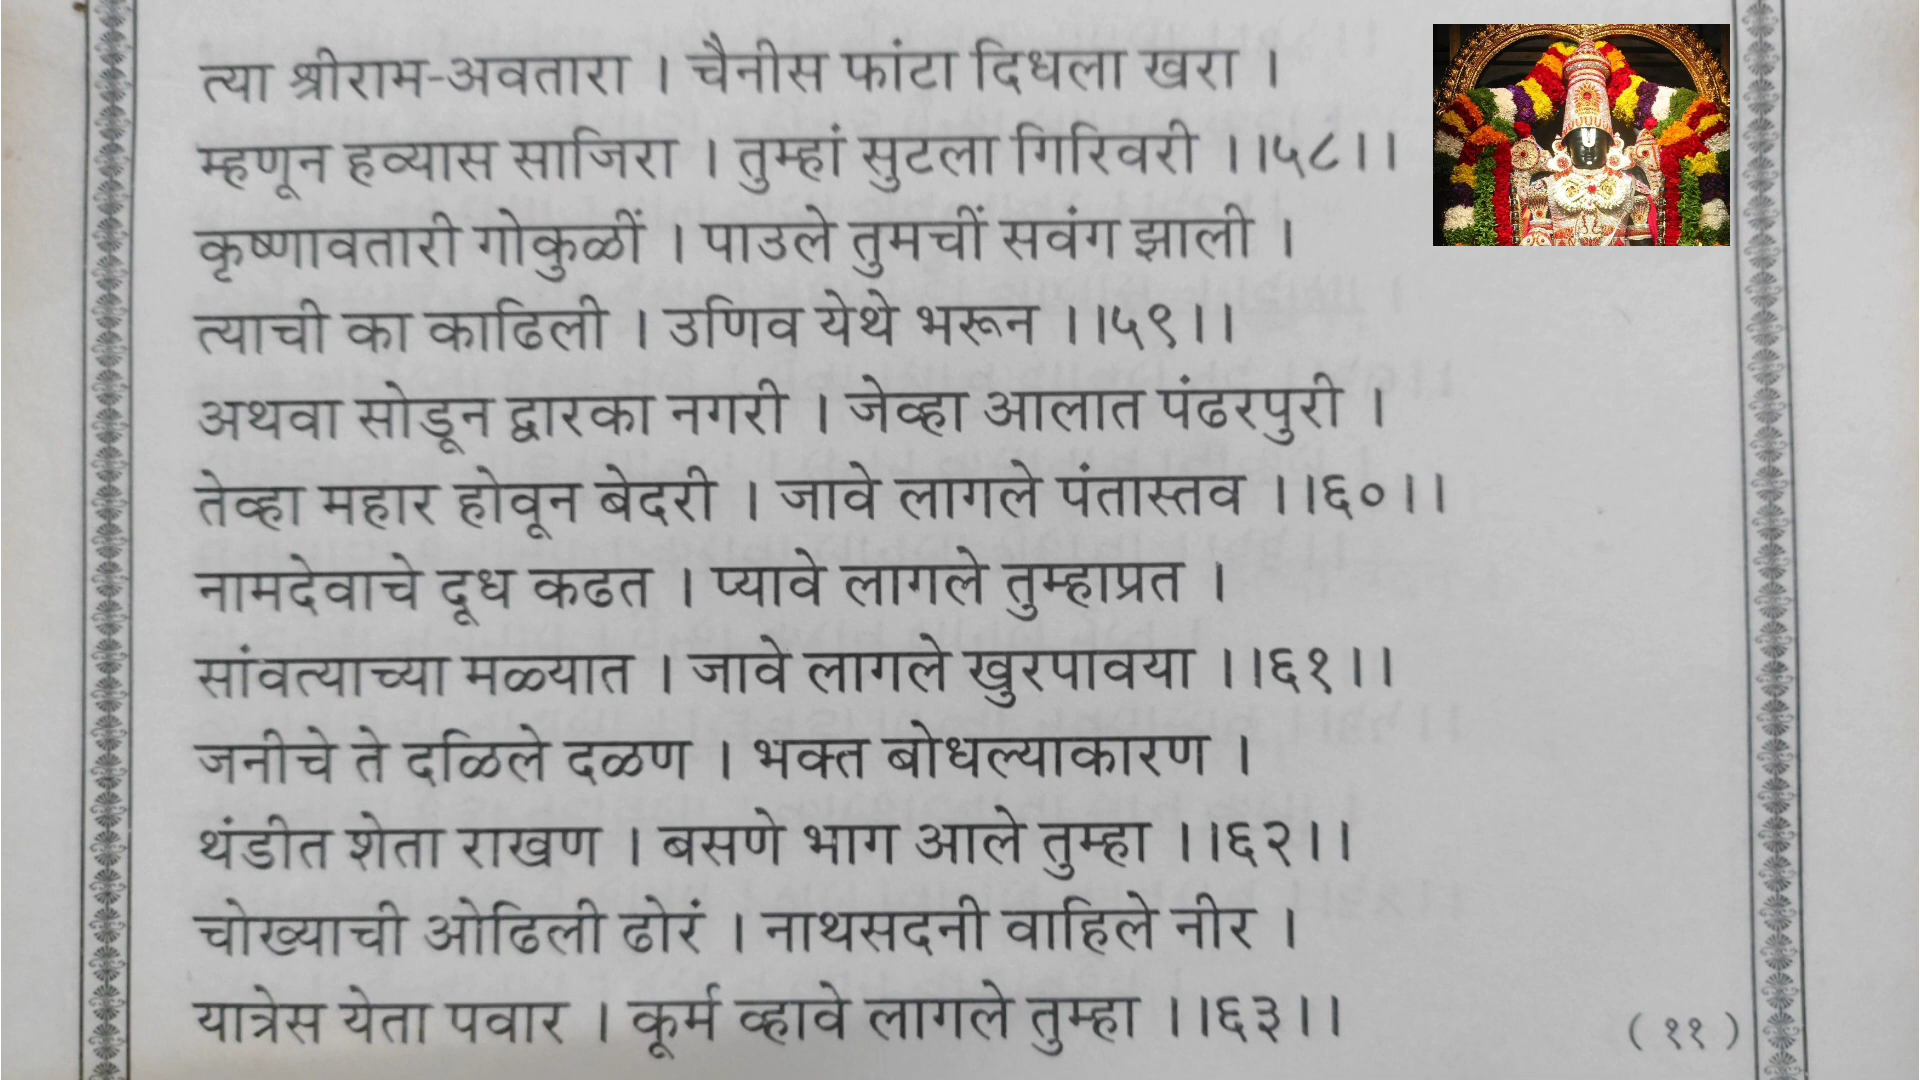 त्या श्रीराम-अवतारा । चैनीस फांटा दिधला खरा ।
म्हणून हव्यास साजिरा । तुम्हां सुटला गिरिवरी ।।५८।।
कृष्णावतारी गोकुळीं । पाउले तुमचीं सवंग झाली ।
त्याची का काढिली । उणिव येथे भरून ।।५९।।
अथवा सोडून द्वारका नगरी । जेव्हा आलात पंढरपुरी ।
तेव्हा महार होवून बेदरी । जावे लागले पंतास्तव ।।६०।।
नामदेवाचे दूध कढत । प्यावे लागले तुम्हाप्रत ।
सांवत्याच्या मळ्यात । जावे लागले खुरपावया ।।६१।।
जनीचे ते दळिले दळण । भक्त बोधल्याकारण ।
थंडीत शेता राखण । बसणे भाग आले तुम्हा ।।६२।।
चोख्याची ओढिली ढोरं । नाथसदनी वाहिले नीर ।
यात्रेस येता पवार । कूर्म व्हावे लागले तुम्हा ।।६३।।
( ११ )